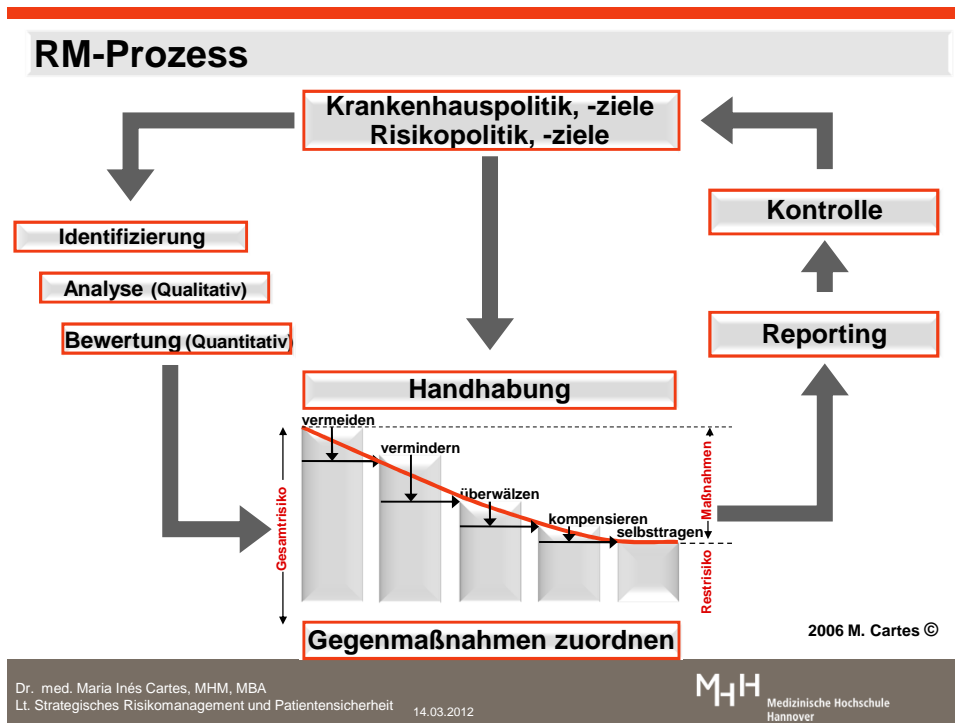 RM-Prozess
Krankenhauspolitik, -ziele
Risikopolitik, -ziele
Identifizierung
Analyse (Qualitativ)
Bewertung (Quantitativ)
Kontrolle
Reporting
Handhabung
vermeiden
vermindern
überwälzen
kompensieren
selbsttragen
Gesamtrisiko
Maßnahmen
Restrisiko
Gegenmaßnahmen zuordnen
2006 M. Cartes ©
Dr. med. Maria Inés Cartes, MHM, MBA
Lt. Strategisches Risikomanagement und Patientensicherheit
14.03.2012
MHH
Medizinische Hochschule
Hannover